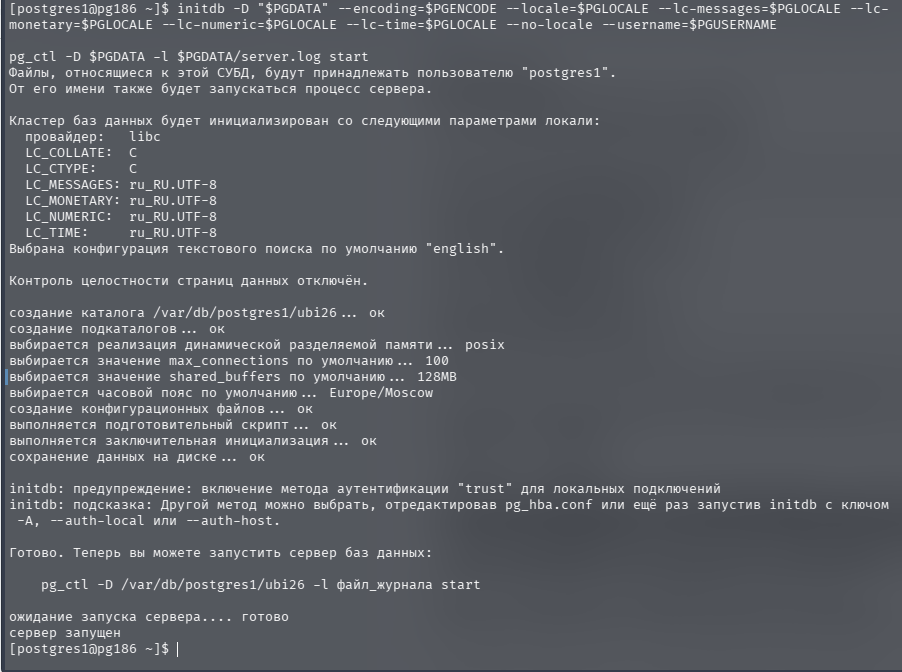 [postgres1@pg186 ~]$ initdb -D "$PGDATA" --encoding=$PGENCODE --locale=$PGLOCALE --lc-messages=$PGLOCALE --lc-
monetary=$PGLOCALE --lc-numeric=$PGLOCALE --lc-time=$PGLOCALE --no-locale --username=$PGUSERNAME

pg_ctl -D $PGDATA -l $PGDATA/server.log start
Файлы, относящиеся к этой СУБД, будут принадлежать пользователю "postgres1".
От его имени также будет запускаться процесс сервера.

Кластер баз данных будет инициализирован со следующими параметрами локали:
  провайдер:   libc
  LC_COLLATE:  C
  LC_CTYPE:    C
  LC_MESSAGES: ru_RU.UTF-8
  LC_MONETARY: ru_RU.UTF-8
  LC_NUMERIC:  ru_RU.UTF-8
  LC_TIME:     ru_RU.UTF-8
Выбрана конфигурация текстового поиска по умолчанию "english".

Контроль целостности страниц данных отключён.

создание каталога /var/db/postgres1/ubi26... ок
создание подкаталогов... ок
выбирается реализация динамической разделяемой памяти... posix
выбирается значение max_connections по умолчанию... 100
выбирается значение shared_buffers по умолчанию... 128MB
выбирается часовой пояс по умолчанию... Europe/Moscow
создание конфигурационных файлов... ок
выполняется подготовительный скрипт... ок
выполняется заключительная инициализация... ок
сохранение данных на диске... ок

initdb: предупреждение: включение метода аутентификации "trust" для локальных подключений
initdb: подсказка: Другой метод можно выбрать, отредактировав pg_hba.conf или ещё раз запустив initdb с ключом
 -A, --auth-local или --auth-host.

Готово. Теперь вы можете запустить сервер баз данных:

    pg_ctl -D /var/db/postgres1/ubi26 -l файл_журнала start

ожидание запуска сервера.... готово
сервер запущен
[postgres1@pg186 ~]$